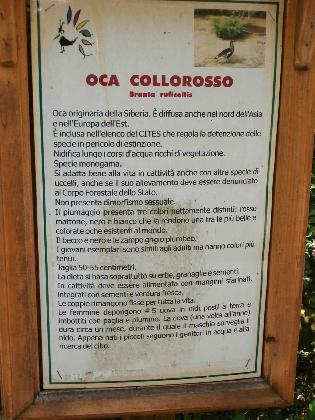 OCA COLLOROSSO
Branta ruficollis
Oca originaria della Siberia. È diffusa anche nel nord dell'Asia
e nell'Europa dell'Est.
È inclusa nell'elenco del CITES che regola la detenzione delle
specie in pericolo di estinzione.
Nidifica lungo i corsi d'acqua ricchi di vegetazione.
Specie monogama.
Si adatta bene alla vita in cattività anche con altre specie di
uccelli, anche se il suo allevamento deve essere denunciato
al Corpo Forestale dello Stato.
Non presenta dimorfismo sessuale.
Il piumaggio presenta tre colori nettamente distinti: rosso
mattone, nero e bianco che la rendono una tra le più belle e
colorate oche esistenti al mondo.
Il becco è nero e le zampe grigio plumbeo.
I giovani esemplari sono simili agli adulti ma hanno colori più
tenui.
Taglia 50-55 centimetri.
La dieta si basa soprattutto su erbe, granaglie e sementi.
In cattività deve essere alimentata con mangimi starnati,
integrati con sementi e verdura fresca.
Le coppie rimangono fisse per tutta la vita.
Le femmine depongono 4-5 uova in nidi posti a terra e
imbottiti con paglia e piumino. La cova (una volta all'anno)
dura circa un mese, durante il quale il maschio sorveglia il
nido. Appena nati i piccoli seguono i genitori in acqua e alla
ricerca del cibo.